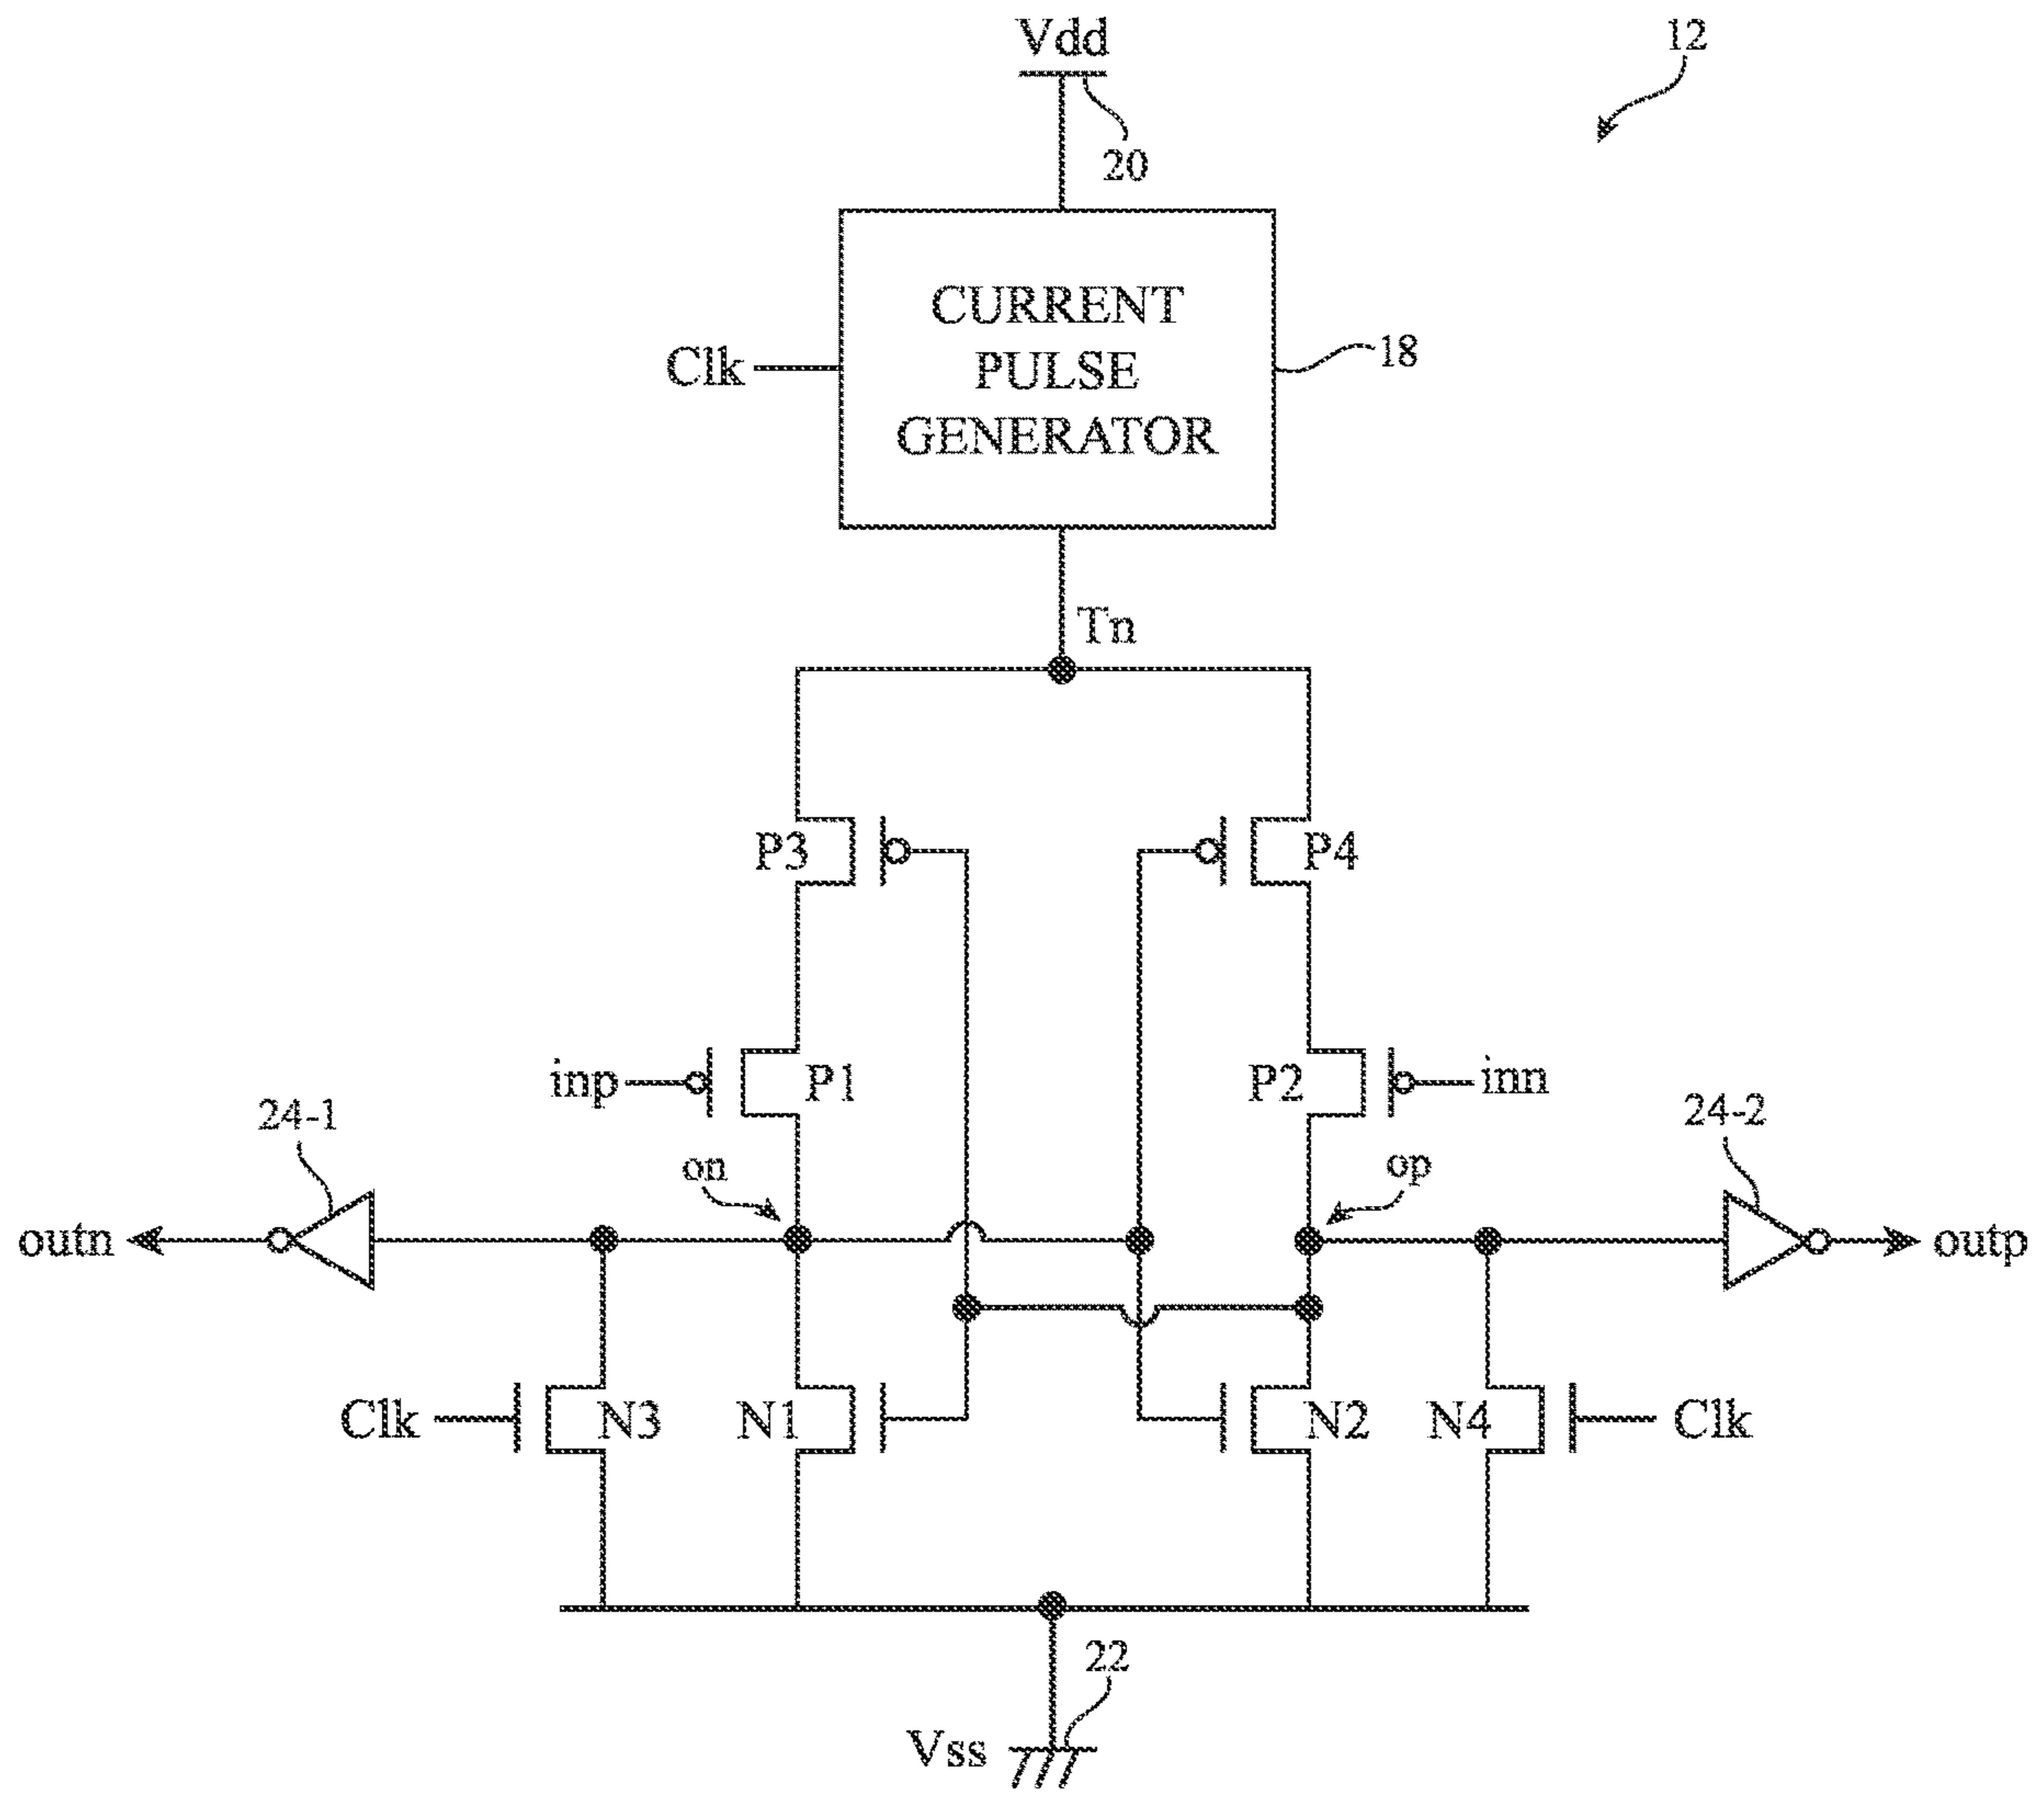 Vdd
12
20
CURRENT
PULSE
GENERATOR
Clk
18
Tn
P3
P4
inp
P1
P2
inn
24-1
24-2
on
op
outn
outp
Clk
N3
N1
N2
N4
Clk
22
Vss